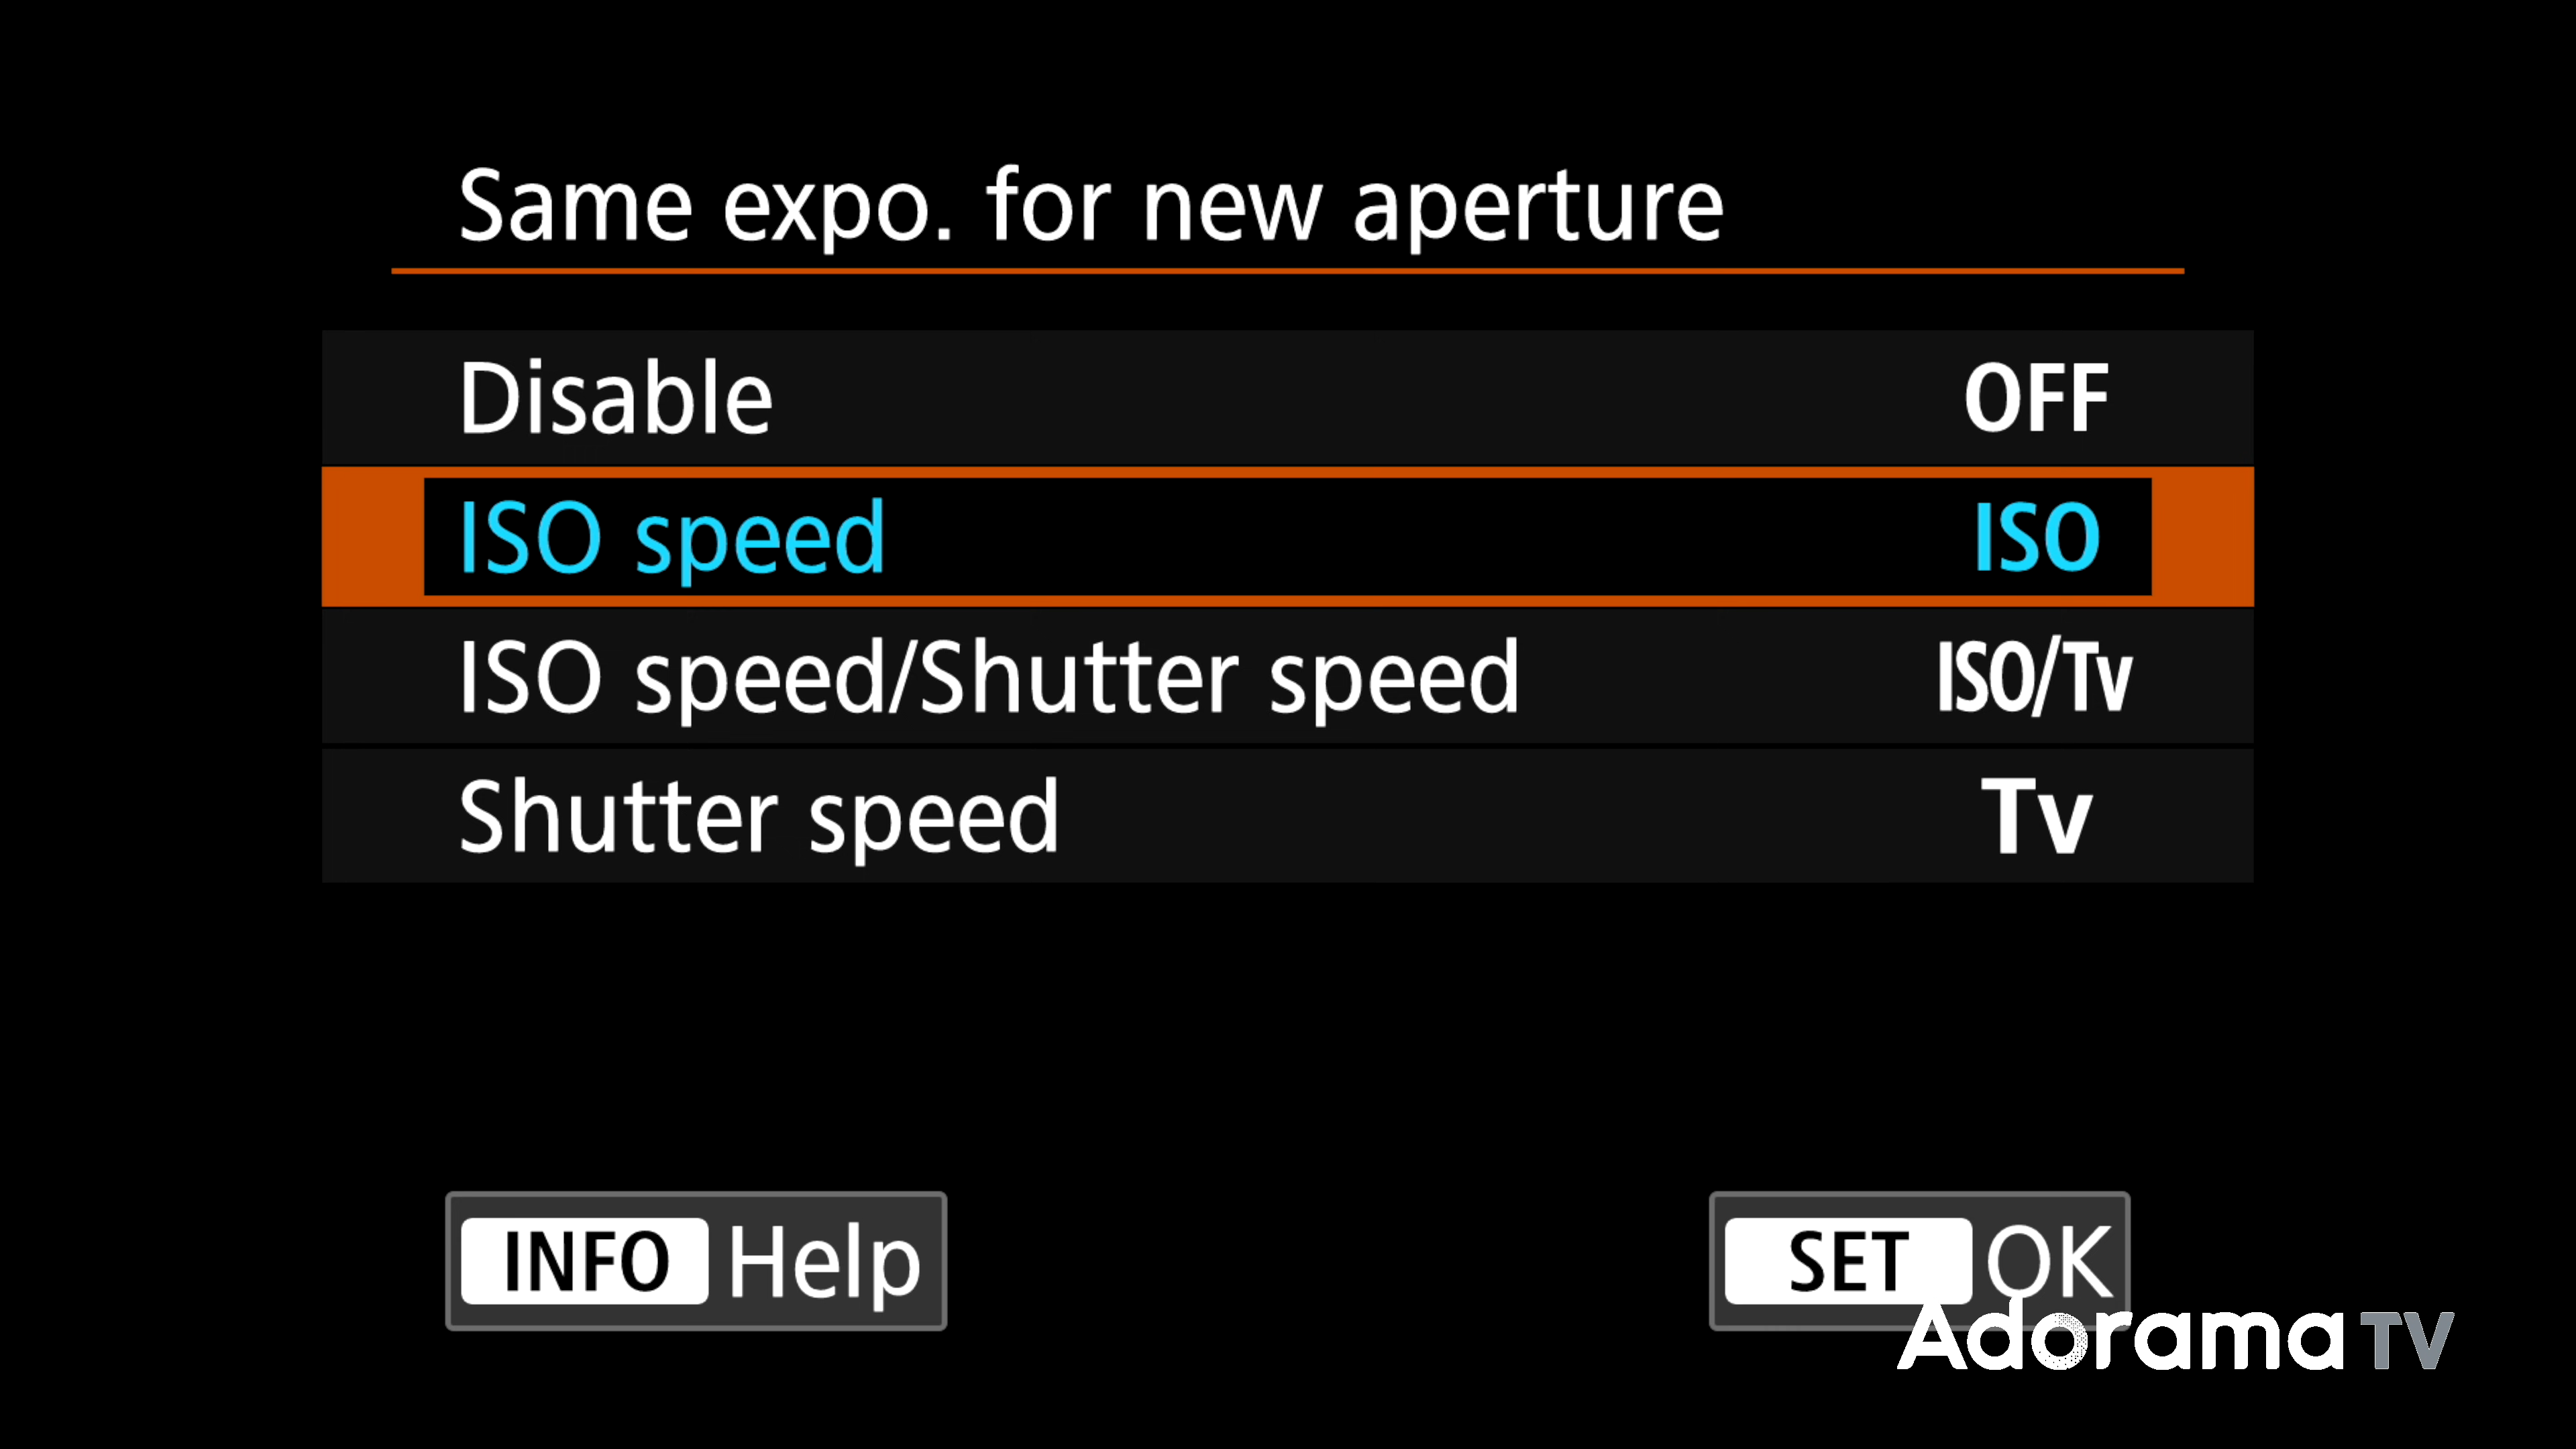 Same expo. for new aperture
Disable OFF
ISO speed ISO
ISO speed/Shutter speed ISO/Tv
Shutter speed Tv
INFO Help SET OK
Adorama TV